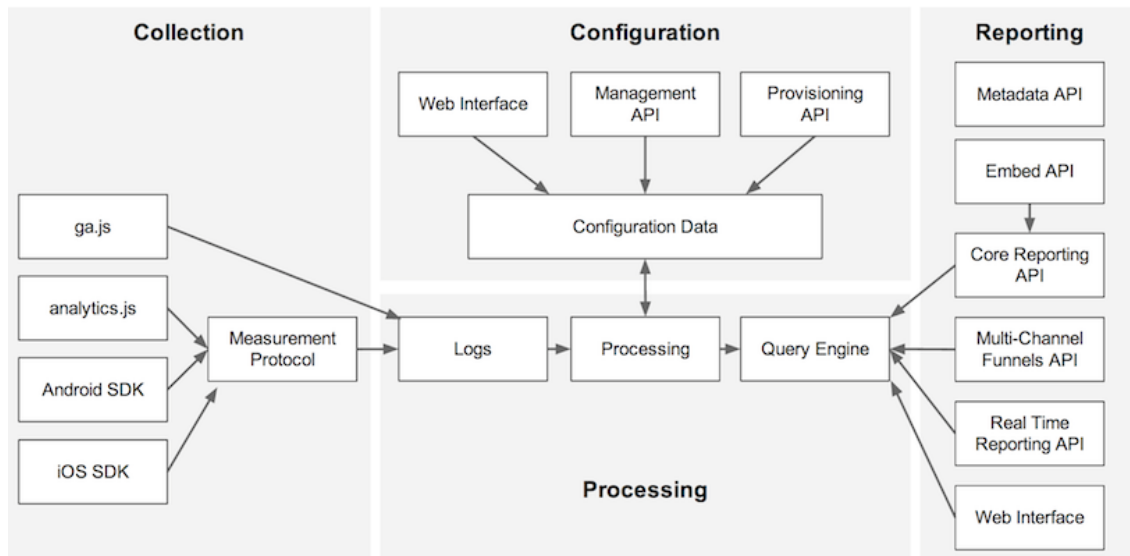 Collection
ga.js
analytics.js
Android SDK
iOS SDK
Measurement
Protocol
Configuration
Web Interface
Management
API
Provisioning
API
Configuration Data
Logs
Processing
Query Engine
Processing
Reporting
Metadata API
Embed API
Core Reporting
API
Multi-Channel
Funnels API
Real Time
Reporting API
Web Interface